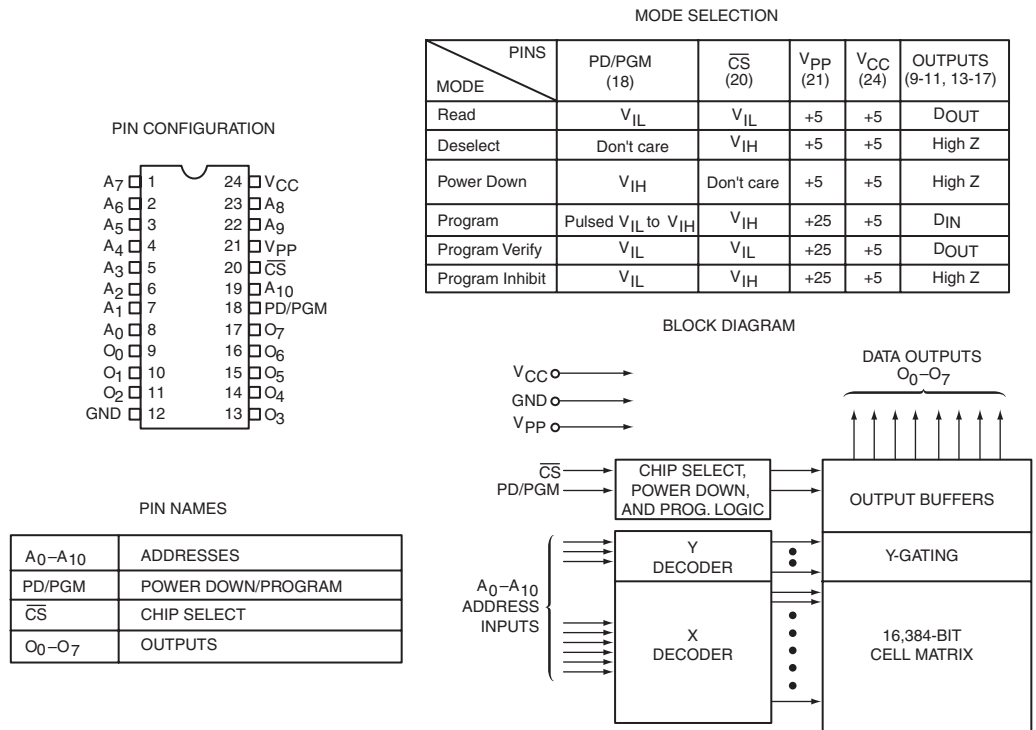 MODE SELECTION
PINS
MODE
PD/PGM (18)
C̅S̅ (20)
VPP (21)
VCC (24)
OUTPUTS (9-11, 13-17)
Read VIL VIL +5 +5 DOUT
Deselect Don't care VIH +5 +5 High Z
Power Down VIH Don't care +5 +5 High Z
Program Pulsed VIL to VIH VIH +25 +5 DIN
Program Verify VIL VIL +25 +5 DOUT
Program Inhibit VIL VIH +25 +5 High Z
PIN CONFIGURATION
A7 1 24 VCC
A6 2 23 A8
A5 3 22 A9
A4 4 21 VPP
A3 5 20 C̅S̅
A2 6 19 A10
A1 7 18 PD/PGM
A0 8 17 O7
O0 9 16 O6
O1 10 15 O5
O2 11 14 O4
GND 12 13 O3
PIN NAMES
A0–A10 ADDRESSES
PD/PGM POWER DOWN/PROGRAM
C̅S̅ CHIP SELECT
O0–O7 OUTPUTS
BLOCK DIAGRAM
VCC
GND
VPP
DATA OUTPUTS
O0–O7
C̅S̅
PD/PGM
CHIP SELECT,
POWER DOWN,
AND PROG. LOGIC
OUTPUT BUFFERS
A0–A10
ADDRESS
INPUTS
Y
DECODER
Y-GATING
X
DECODER
16,384-BIT
CELL MATRIX